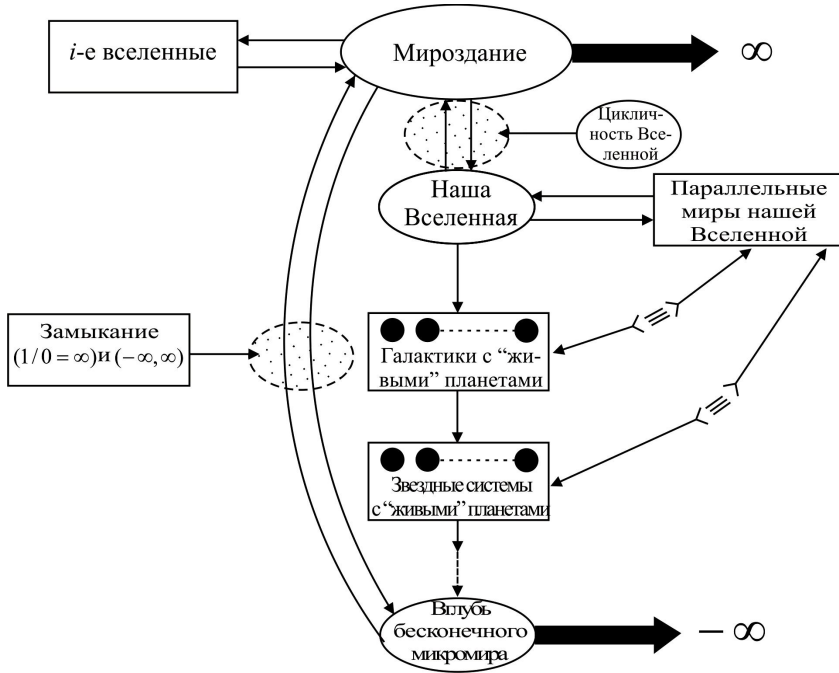 i-е вселенные
Мироздание
∞
Циклич-
ность Все-
ленной
Наша
Вселенная
Параллельные
миры нашей
Вселенной
Замыкание
(1/0 = ∞) и (−∞, ∞)
Галактики с “жи-
выми” планетами
Звездные системы
с “живыми” планетами
Вглубь
бесконечного
микромира
− ∞